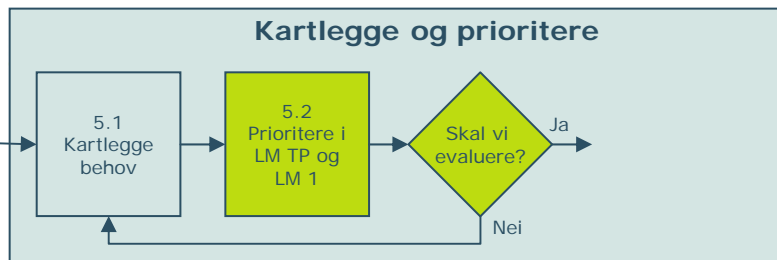 Kartlegge og prioritere
5.1
Kartlegge
behov
5.2
Prioritere i
LM TP og
LM 1
Skal vi
evaluere?
Ja
Nei